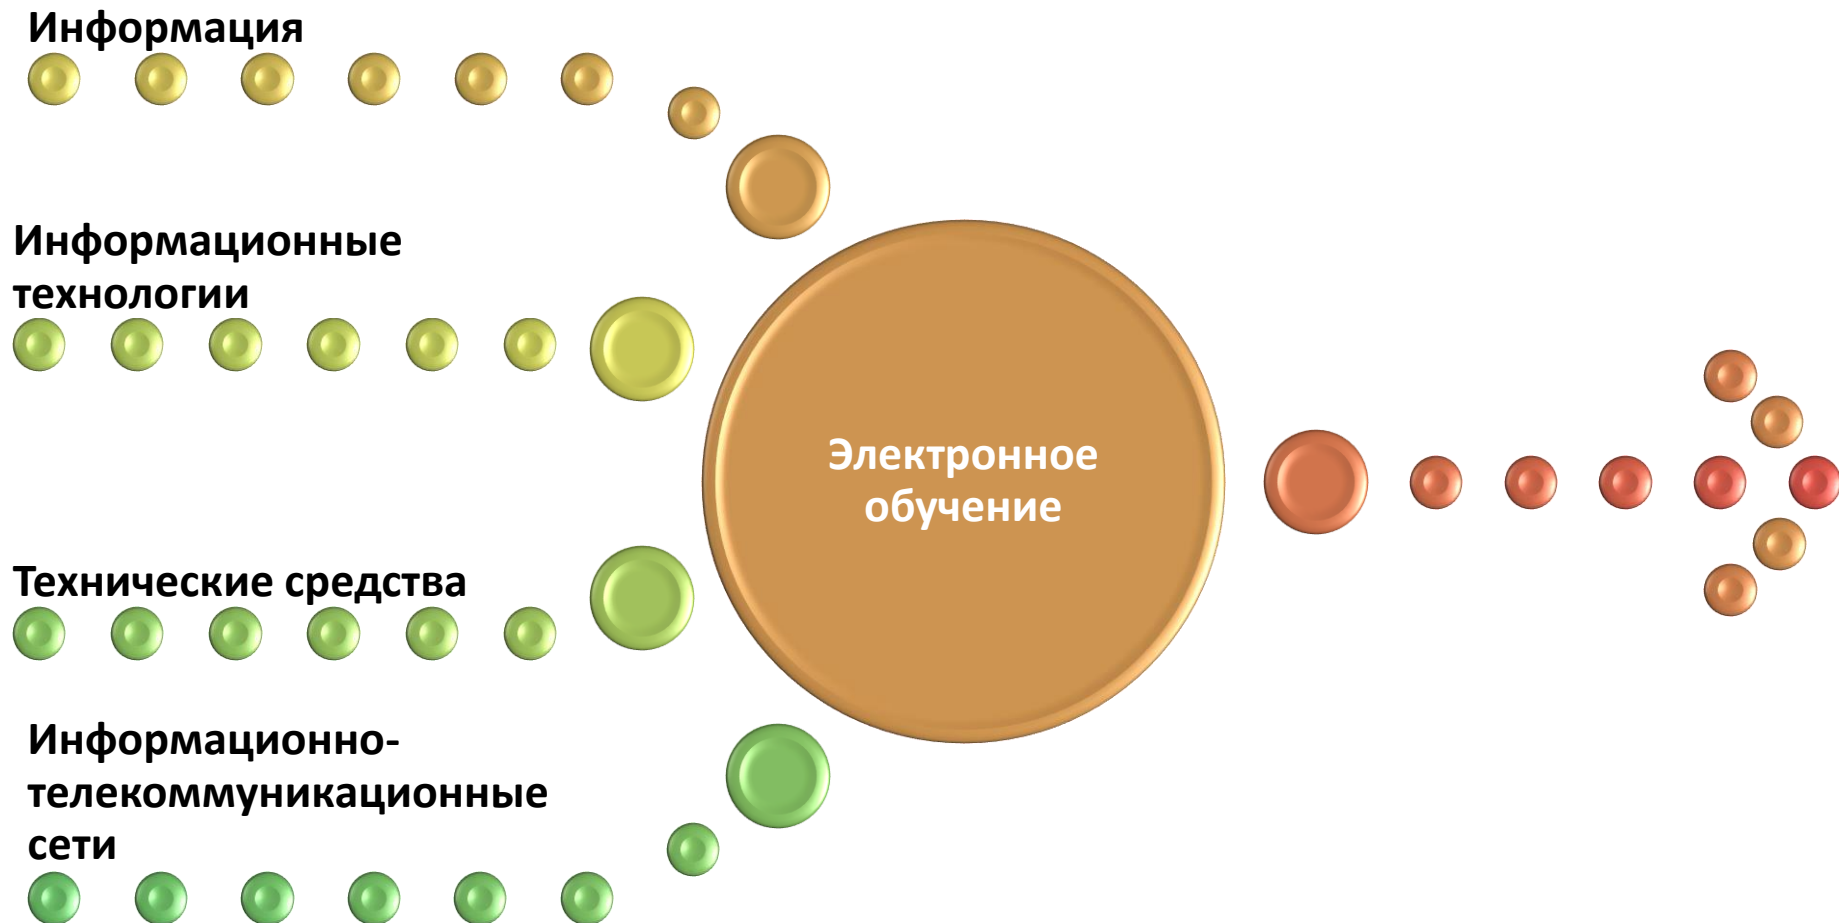 Информация
Информационные
технологии
Электронное
обучение
Технические средства
Информационно-
телекоммуникационные
сети